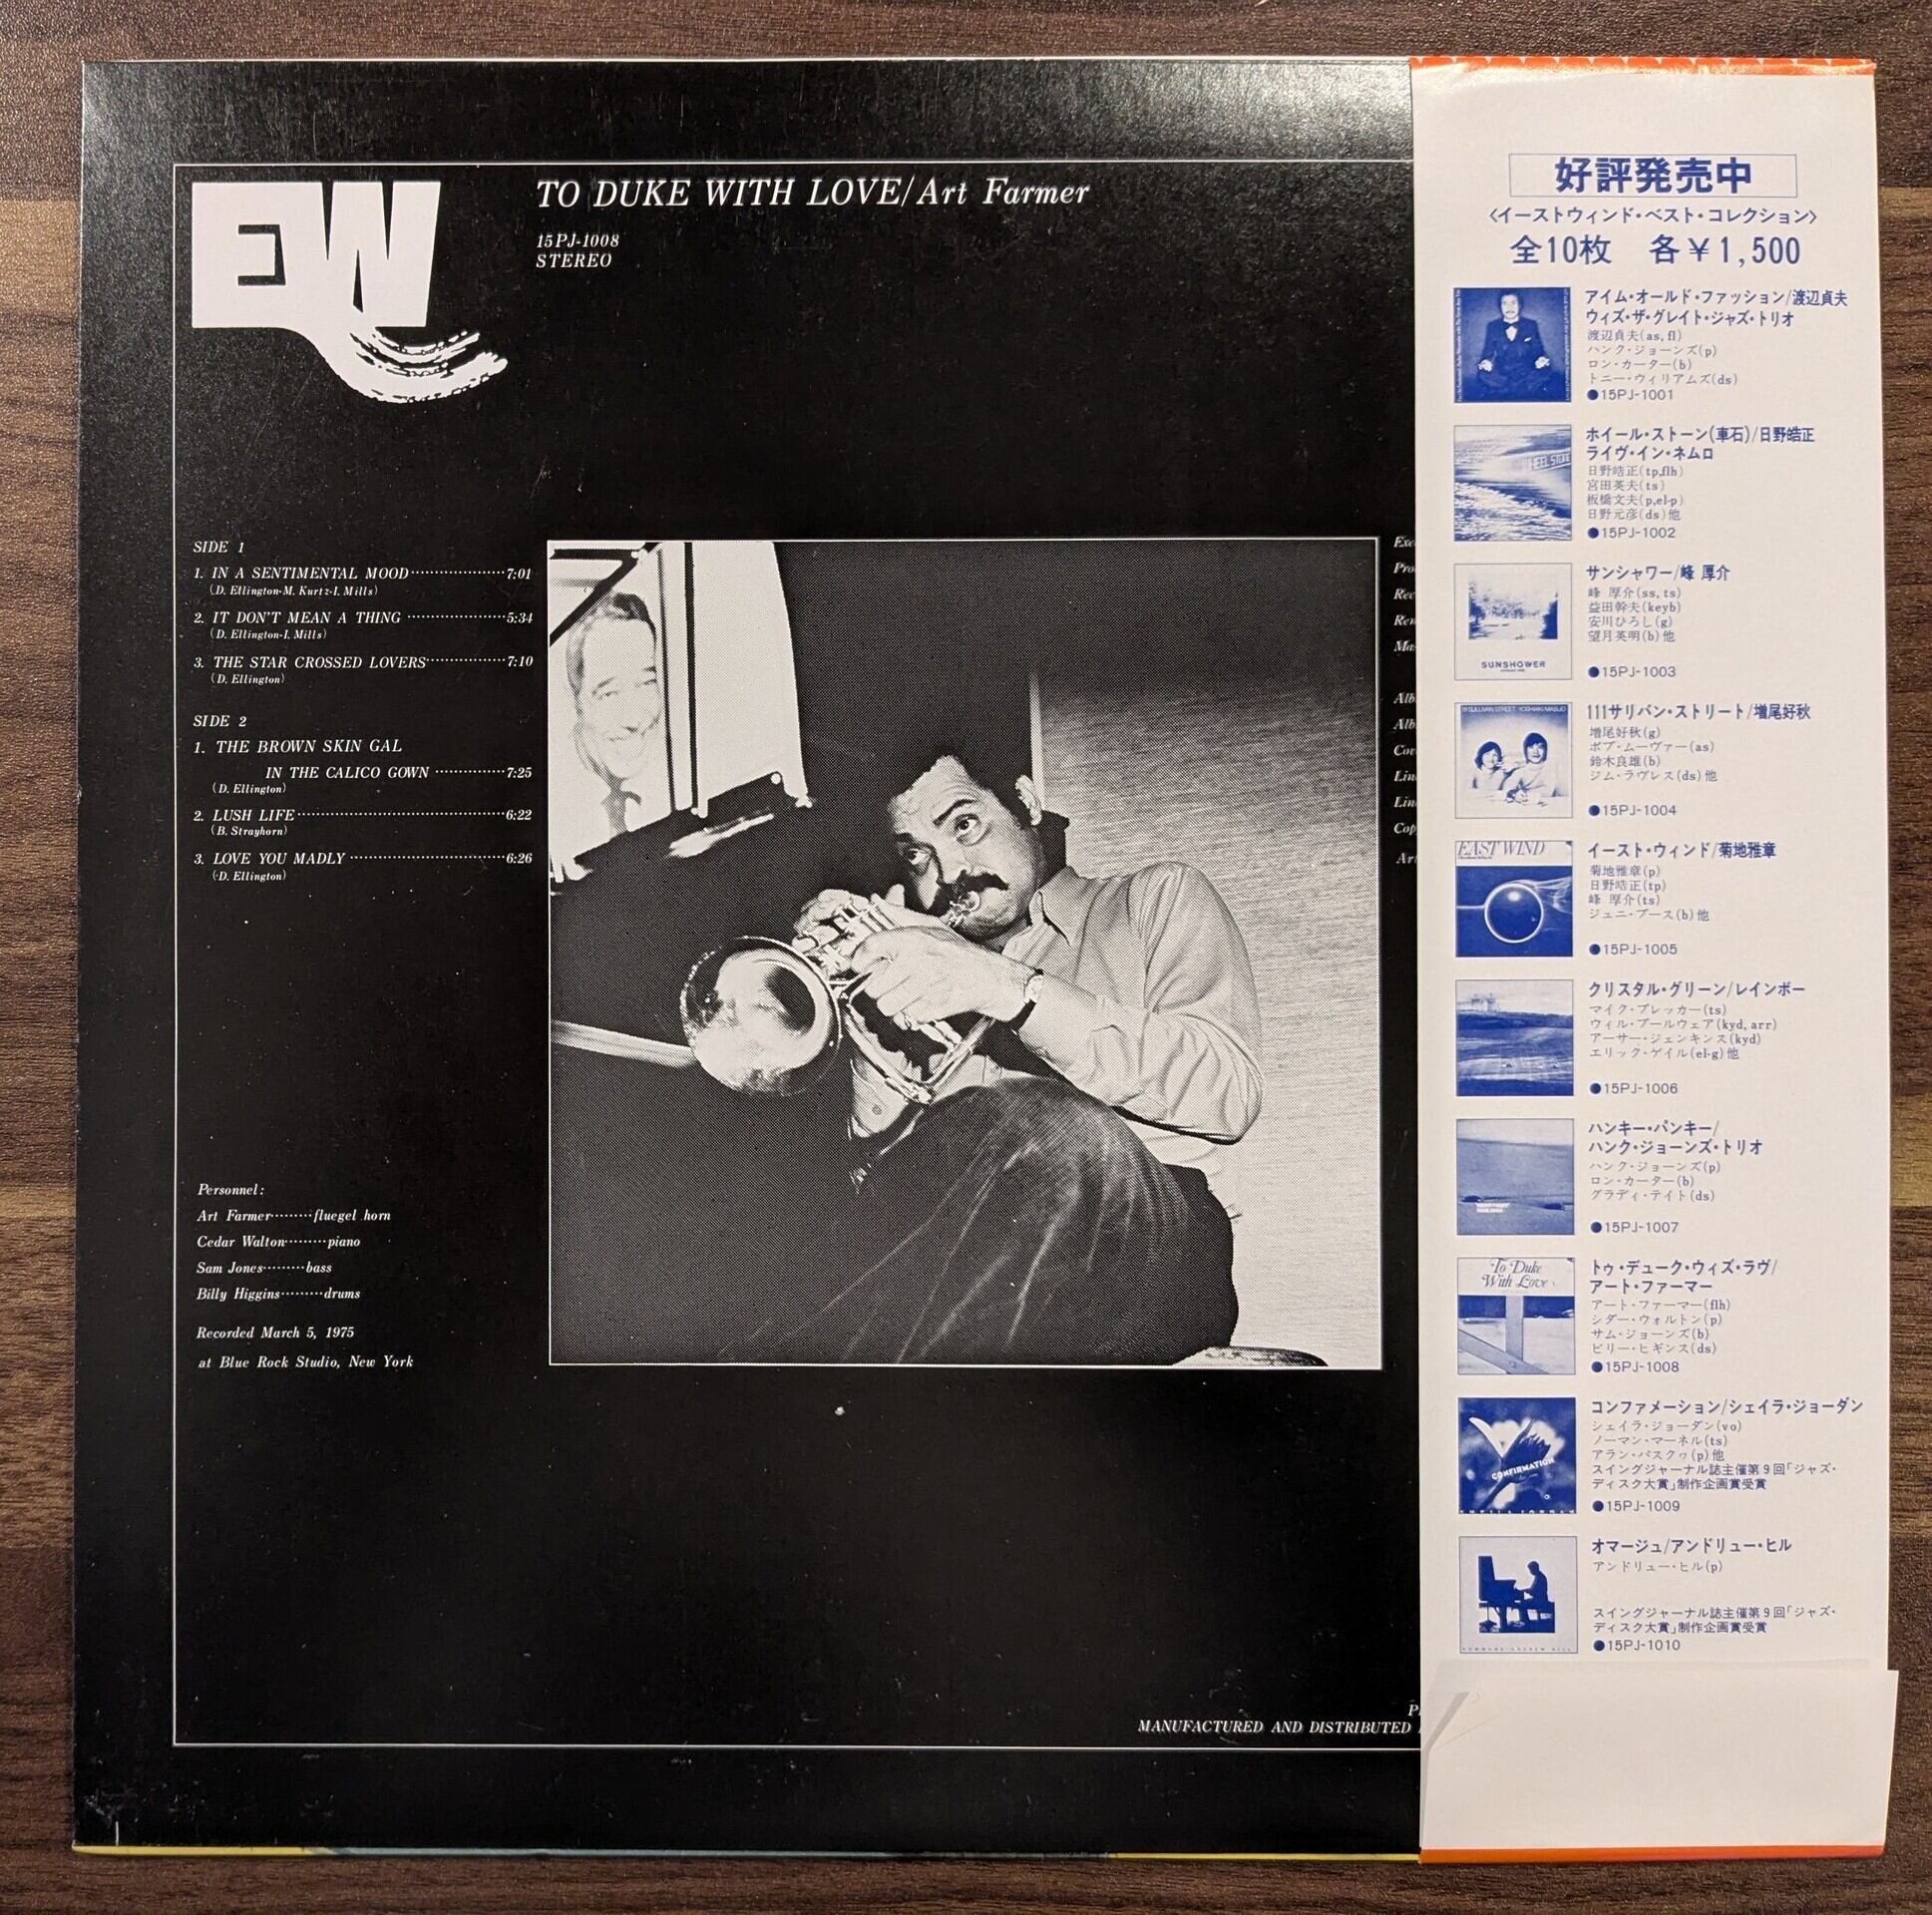 EW
TO DUKE WITH LOVE/Art Farmer
15PJ-1008
STEREO
SIDE 1
1. IN A SENTIMENTAL MOOD··················7:01
(D. Ellington-M. Kurtz-I. Mills)
2. IT DON'T MEAN A THING ··················5:34
(D. Ellington-I. Mills)
3. THE STAR CROSSED LOVERS··············7:10
(D. Ellington)
SIDE 2
1. THE BROWN SKIN GAL
IN THE CALICO GOWN ·············7:25
(D. Ellington)
2. LUSH LIFE·······································6:22
(B. Strayhorn)
3. LOVE YOU MADLY ·····························6:26
(D. Ellington)
Personnel:
Art Farmer·········fluegel horn
Cedar Walton·········piano
Sam Jones·········bass
Billy Higgins·········drums
Recorded March 5, 1975
at Blue Rock Studio, New York
MANUFACTURED AND DISTRIBUTED
好評発売中
〈イーストウィンド・ベスト・コレクション〉
全10枚 各￥1,500
アイム・オールド・ファッション/渡辺貞夫
ウィズ・ザ・グレイト・ジャズ・トリオ
渡辺貞夫(as, fl)
ハンク・ジョーンズ(p)
ロン・カーター(b)
トニー・ウィリアムズ(ds)
●15PJ-1001
ホイール・ストーン(車石)/日野皓正
ライヴ・イン・ネムロ
日野皓正(tp,flh)
宮田英夫(ts)
板橋文夫(p,el-p)
日野元彦(ds)他
●15PJ-1002
SUNSHOWER
サンシャワー/峰 厚介
峰 厚介(ss, ts)
益田幹夫(keyb)
安川ひろし(g)
望月英明(b)他
●15PJ-1003
111サリバン・ストリート/増尾好秋
増尾好秋(g)
ボブ・ムーヴァー(as)
鈴木良雄(b)
ジム・ラヴレス(ds)他
●15PJ-1004
EAST WIND
イースト・ウィンド/菊地雅章
菊地雅章(p)
日野皓正(tp)
峰 厚介(ts)
ジュニ・ブース(b)他
●15PJ-1005
クリスタル・グリーン/レインボー
マイク・ブレッカー(ts)
ウィル・ブールウェア(kyd, arr)
アーサー・ジェンキンス(kyd)
エリック・ゲイル(el-g)他
●15PJ-1006
ハンキー・パンキー/
ハンク・ジョーンズ・トリオ
ハンク・ジョーンズ(p)
ロン・カーター(b)
グラディ・テイト(ds)
●15PJ-1007
To Duke
With Love
トゥ・デューク・ウィズ・ラヴ/
アート・ファーマー
アート・ファーマー(flh)
シダー・ウォルトン(p)
サム・ジョーンズ(b)
ビリー・ヒギンス(ds)
●15PJ-1008
CONFIRMATION
コンファメーション/シェイラ・ジョーダン
シェイラ・ジョーダン(vo)
ノーマン・マーネル(ts)
アラン・パスクヮ(p)他
スイングジャーナル誌主催第9回「ジャズ・
ディスク大賞」制作企画賞受賞
●15PJ-1009
オマージュ/アンドリュー・ヒル
アンドリュー・ヒル(p)
スイングジャーナル誌主催第9回「ジャズ・
ディスク大賞」制作企画賞受賞
●15PJ-1010